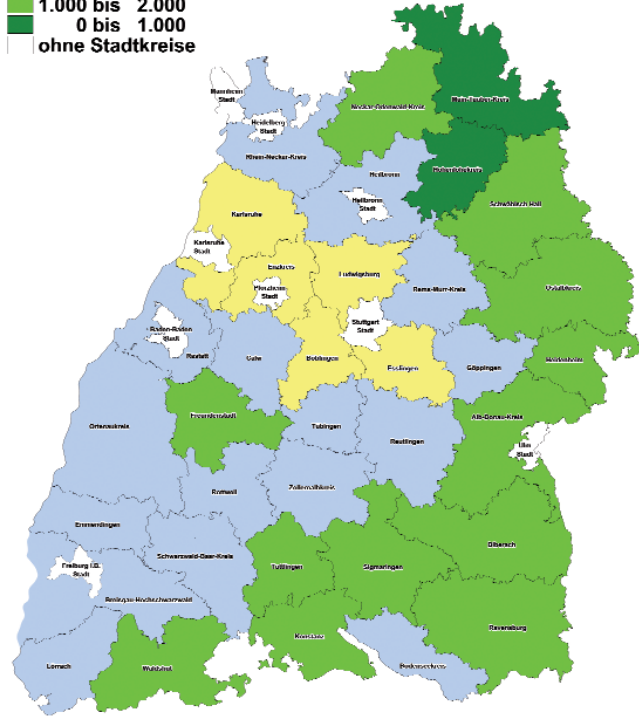 1.000 bis 2.000
0 bis 1.000
ohne Stadtkreise
Mannheim
Stadt
Main-Tauber-Kreis
Neckar-Odenwald-Kreis
Heidelberg
Stadt
Rhein-Neckar-Kreis
Heilbronn
Hohenlohekreis
Heilbronn
Stadt
Schwäbisch Hall
Karlsruhe
Karlsruhe
Stadt
Enzkreis
Ludwigsburg
Pforzheim
Stadt
Rems-Murr-Kreis
Ostalbkreis
Stuttgart
Stadt
Baden-Baden
Stadt
Rastatt
Calw
Böblingen
Esslingen
Göppingen
Heidenheim
Freudenstadt
Alb-Donau-Kreis
Ortenaukreis
Tübingen
Reutlingen
Ulm
Stadt
Rottweil
Zollernalbkreis
Emmendingen
Biberach
Schwarzwald-Baar-Kreis
Freiburg i.B.
Stadt
Tuttlingen
Sigmaringen
Breisgau-Hochschwarzwald
Ravensburg
Konstanz
Lörrach
Waldshut
Bodenseekreis